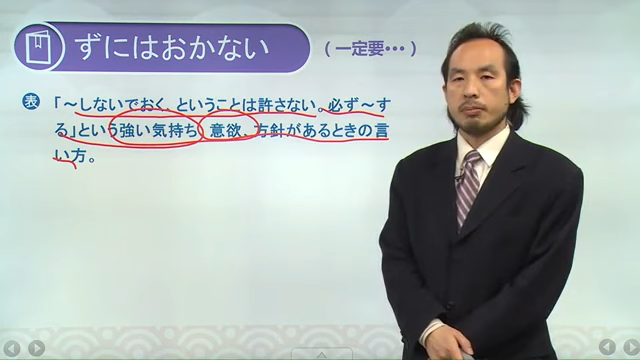 ずにはおかない
(一定要•••)
表 「～しないでおく、ということは許さない。必ず～す
る」という強い気持ち、意欲、方針があるときの言
い方。